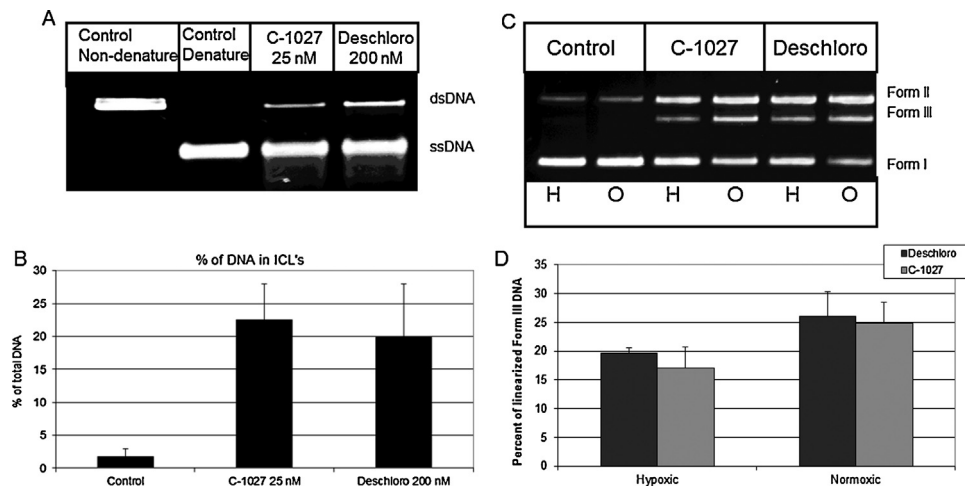 A
Control
Non-denature
Control
Denature
C-1027
25 nM
Deschloro
200 nM
dsDNA
ssDNA
B
% of DNA in ICL's
% of total DNA
30
25
20
15
10
5
0
Control
C-1027 25 nM
Deschloro 200 nM
C
Control
C-1027
Deschloro
Form II
Form III
Form I
H
O
H
O
H
O
D
Deschloro
C-1027
Percent of linearized Form III DNA
35
30
25
20
15
10
5
0
Hypoxic
Normoxic